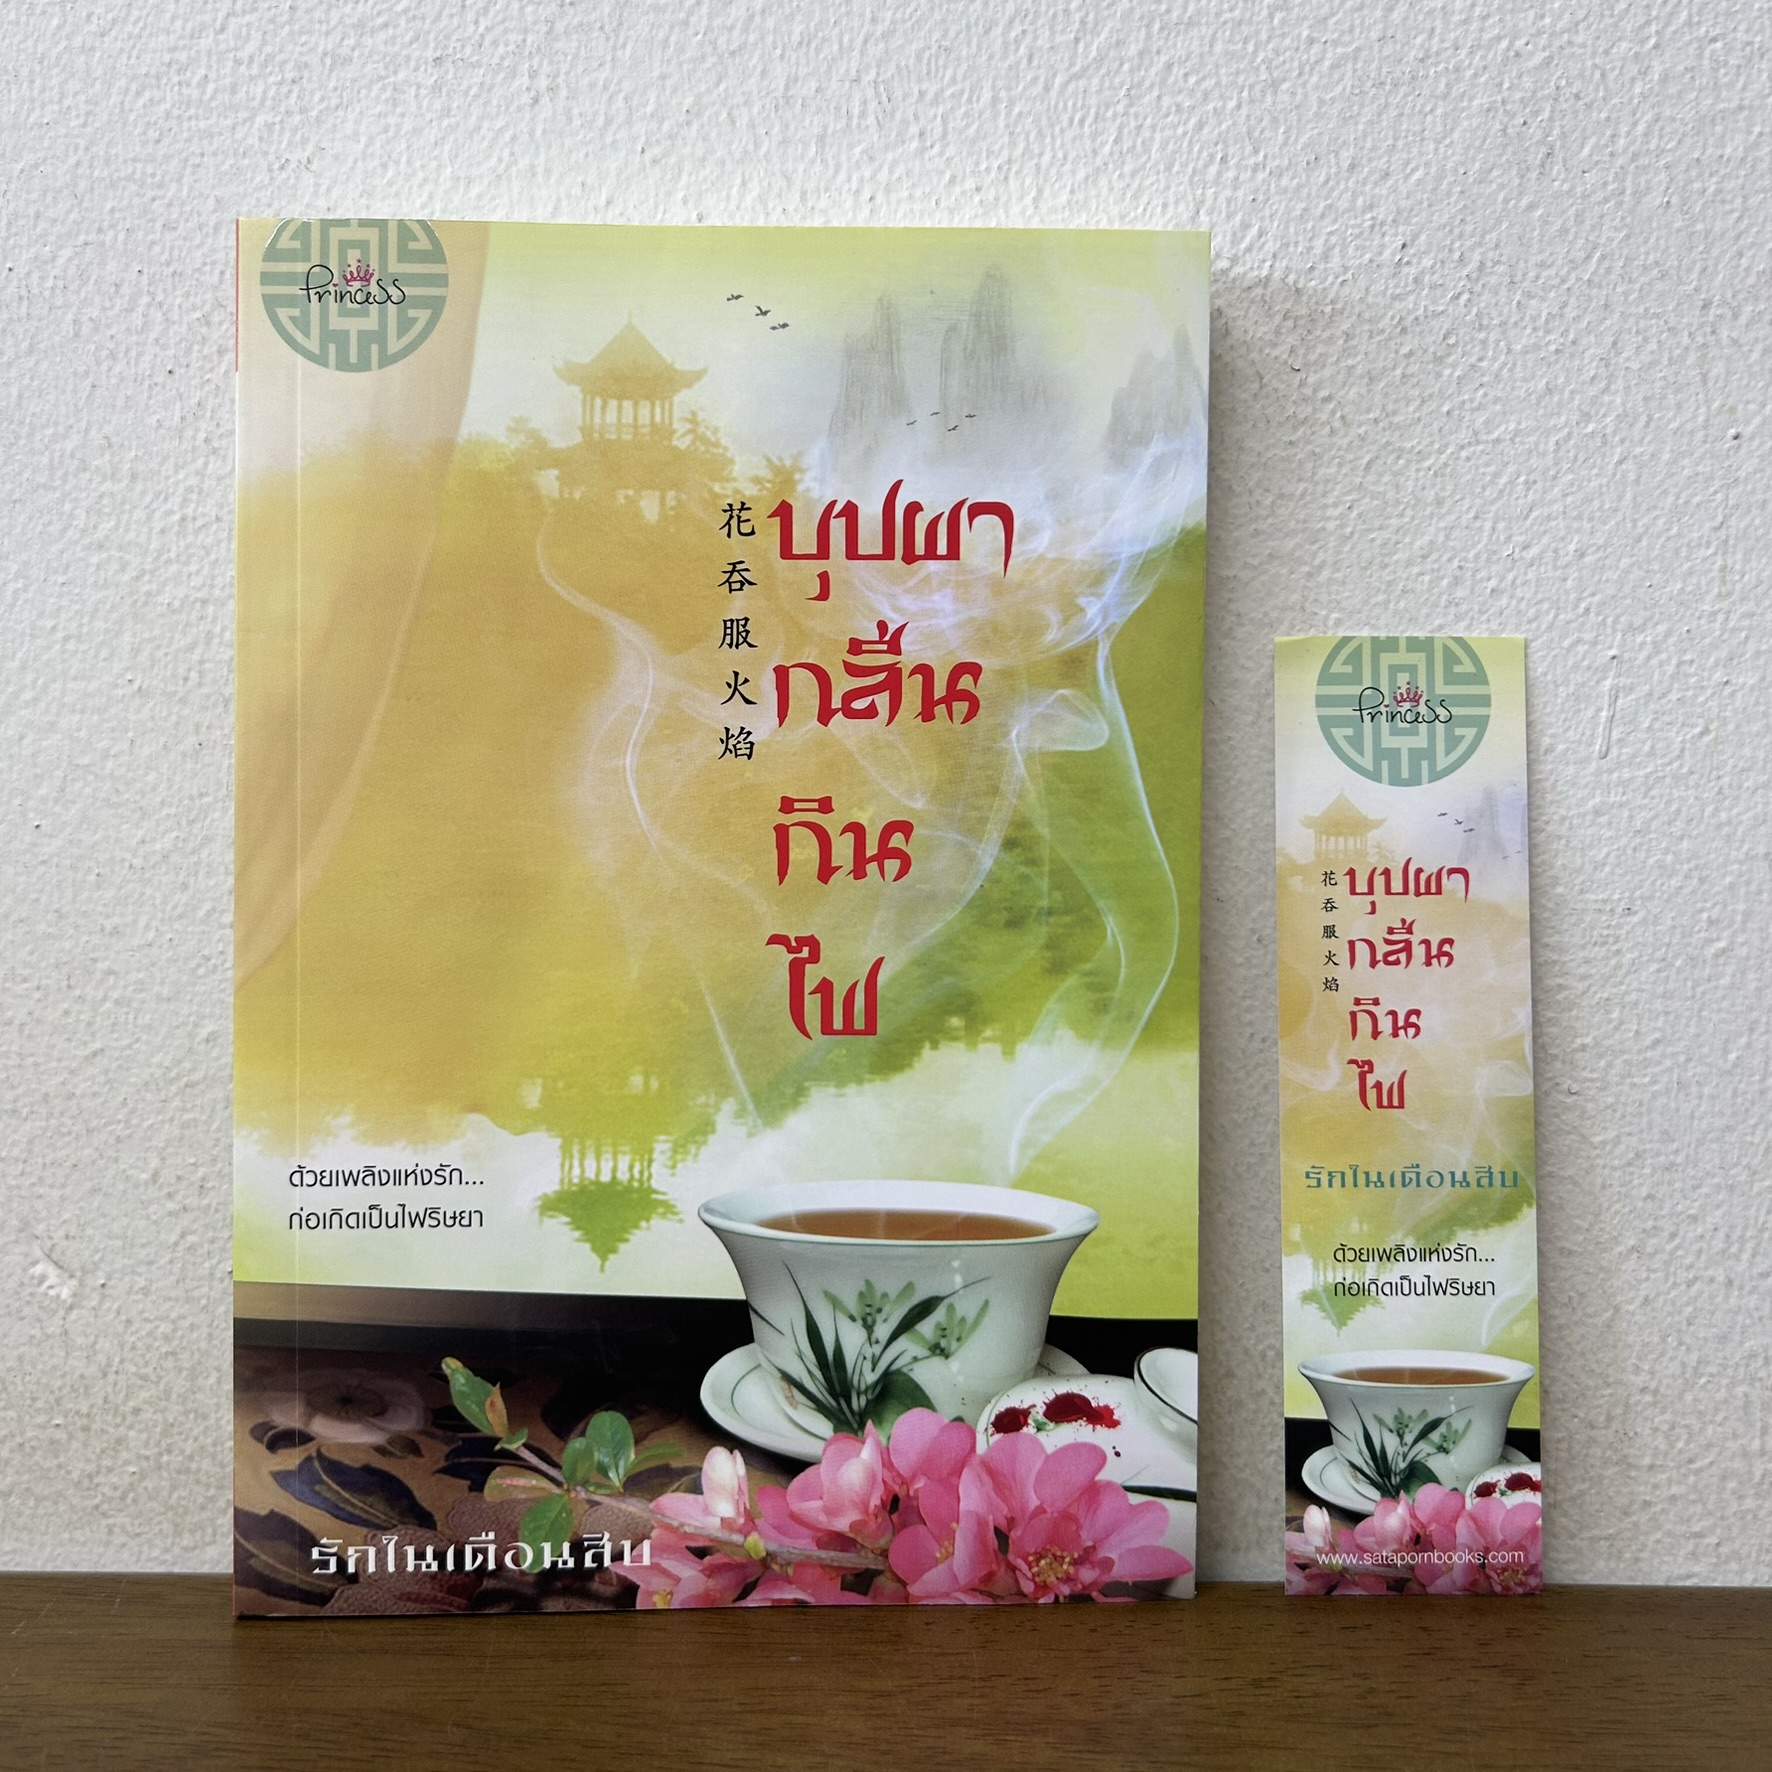 Princess
花吞服火焰
บุปผา
กลื่น
กิน
ไฟ
ด้วยเพลิงแห่งรัก...
ก่อเกิดเป็นไฟริษยา
รักในเดือนสิบ
Princess
花吞服火焰
บุปผา
กลื่น
กิน
ไฟ
รักในเดือนสิบ
ด้วยเพลิงแห่งรัก...
ก่อเกิดเป็นไฟริษยา
www.satapornbooks.com